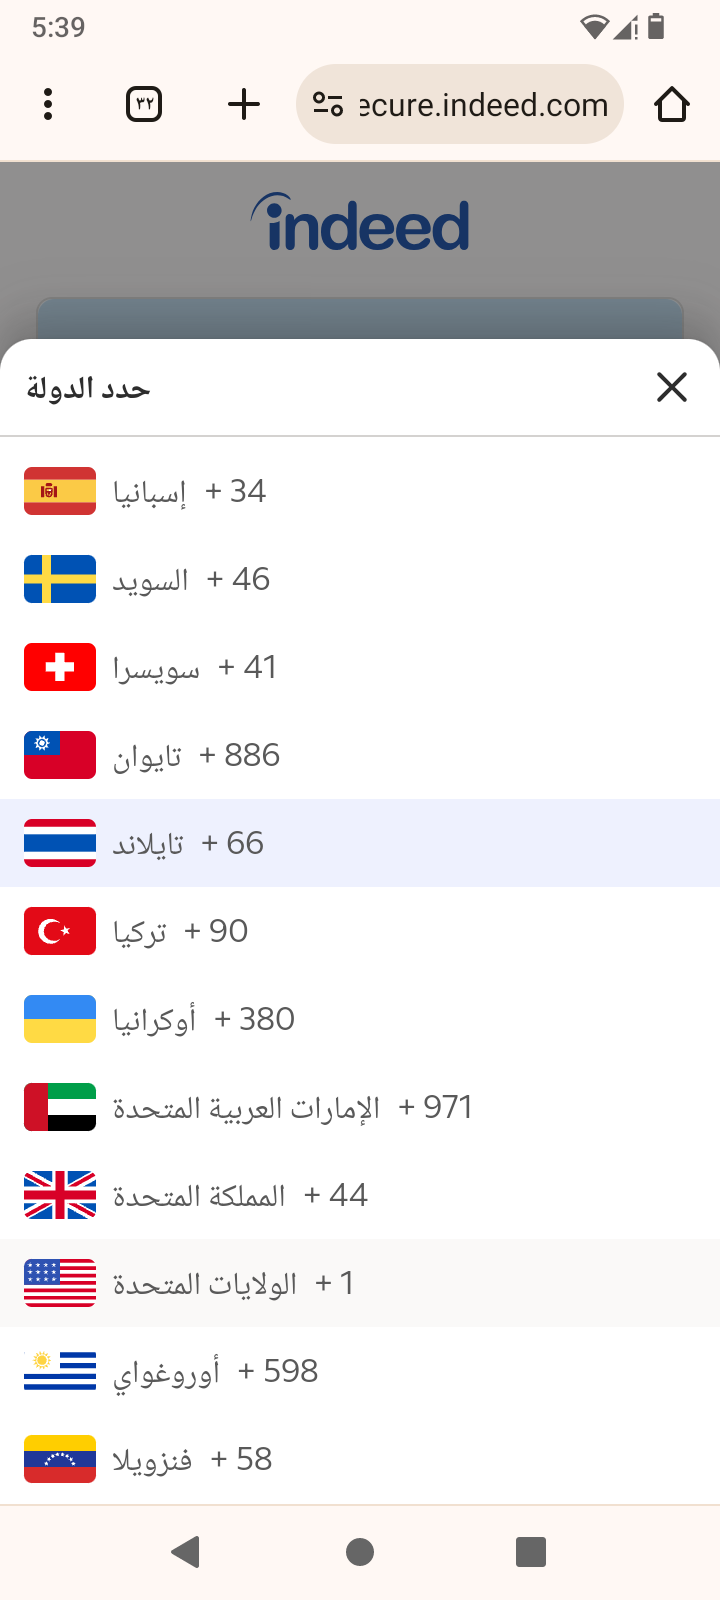 5:39
٣٢
ecure.indeed.com
indeed
حدد الدولة
إسبانيا + 34
السويد + 46
سويسرا + 41
تايوان + 886
تايلاند + 66
تركيا + 90
أوكرانيا + 380
الإمارات العربية المتحدة + 971
المملكة المتحدة + 44
الولايات المتحدة + 1
أوروغواي + 598
فنزويلا + 58